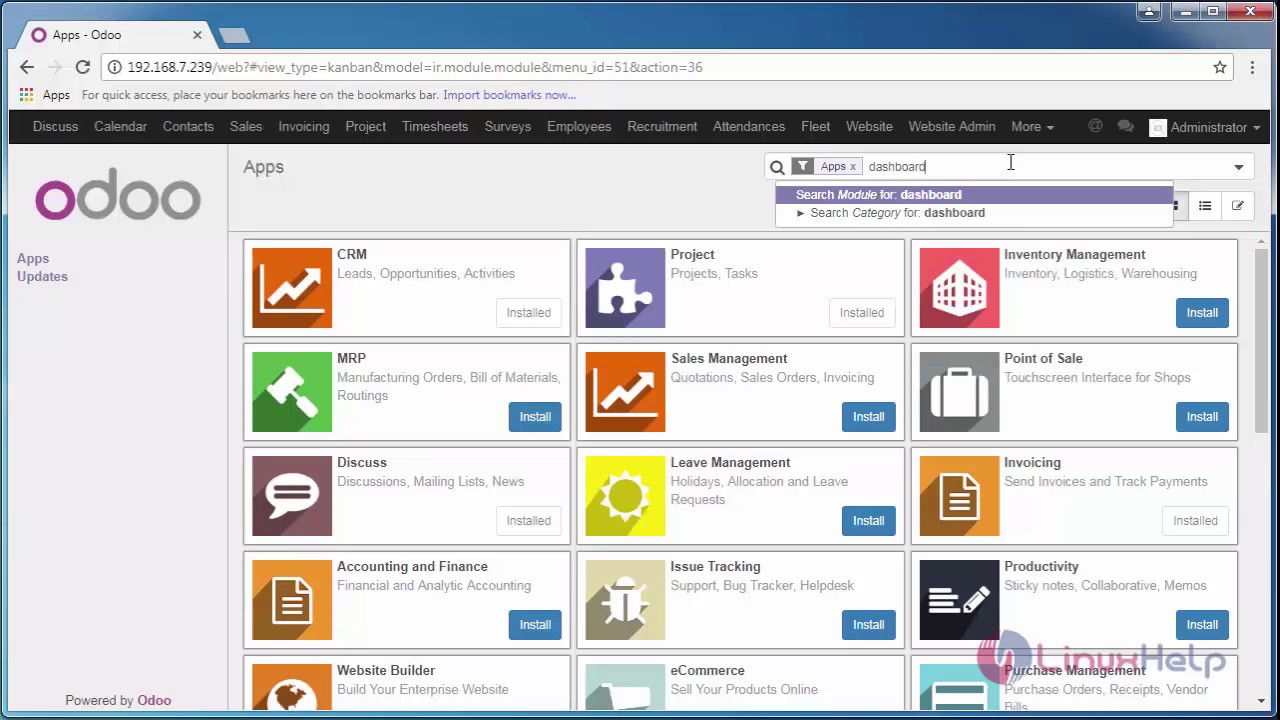 Apps - Odoo
192.168.7.239/web?#view_type=kanban&model=ir.module.module&menu_id=51&action=36
Apps For quick access, place your bookmarks here on the bookmarks bar. Import bookmarks now...
Discuss Calendar Contacts Sales Invoicing Project Timesheets Surveys Employees Recruitment Attendances Fleet Website Website Admin More Administrator
odoo
Apps
Updates
Apps
Apps x dashboard
Search Module for: dashboard
Search Category for: dashboard
CRM
Leads, Opportunities, Activities
Installed
Project
Projects, Tasks
Installed
Inventory Management
Inventory, Logistics, Warehousing
Install
MRP
Manufacturing Orders, Bill of Materials,
Routings
Install
Sales Management
Quotations, Sales Orders, Invoicing
Install
Point of Sale
Touchscreen Interface for Shops
Install
Discuss
Discussions, Mailing Lists, News
Installed
Leave Management
Holidays, Allocation and Leave
Requests
Install
Invoicing
Send Invoices and Track Payments
Installed
Accounting and Finance
Financial and Analytic Accounting
Install
Issue Tracking
Support, Bug Tracker, Helpdesk
Install
Productivity
Sticky notes, Collaborative, Memos
Install
Website Builder
Build Your Enterprise Website
eCommerce
Sell Your Products Online
Purchase Management
Purchase Orders, Receipts, Vendor
Bills
Powered by Odoo
LinuxHelp